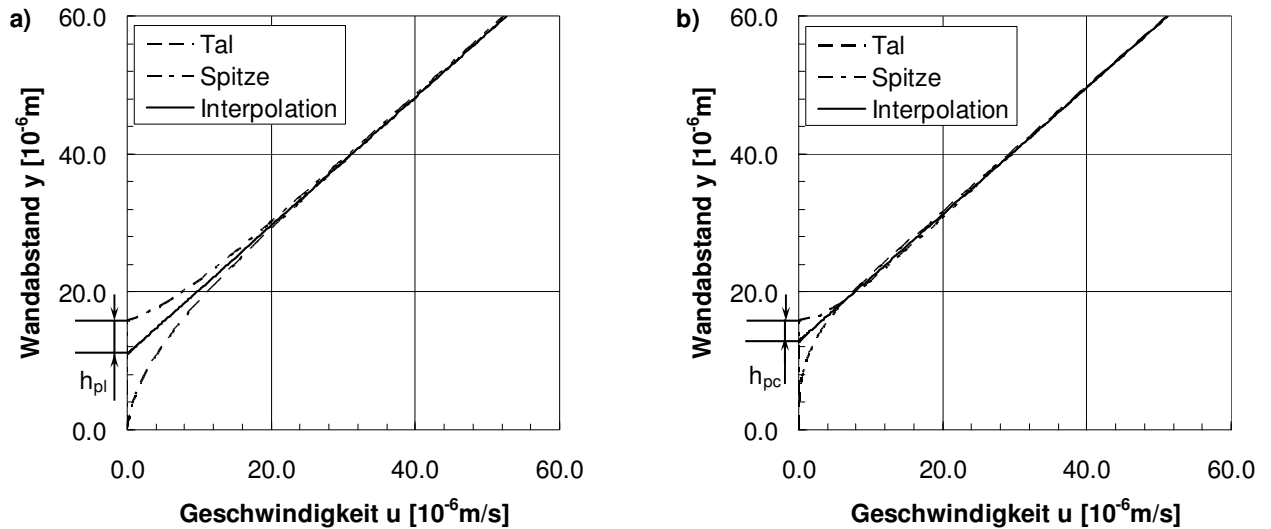 a)
60.0
40.0
20.0
0.0
Wandabstand y [10⁻⁶m]
Tal
Spitze
Interpolation
hpl
0.0 20.0 40.0 60.0
Geschwindigkeit u [10⁻⁶m/s]
b)
60.0
40.0
20.0
0.0
Wandabstand y [10⁻⁶m]
Tal
Spitze
Interpolation
hpc
0.0 20.0 40.0 60.0
Geschwindigkeit u [10⁻⁶m/s]